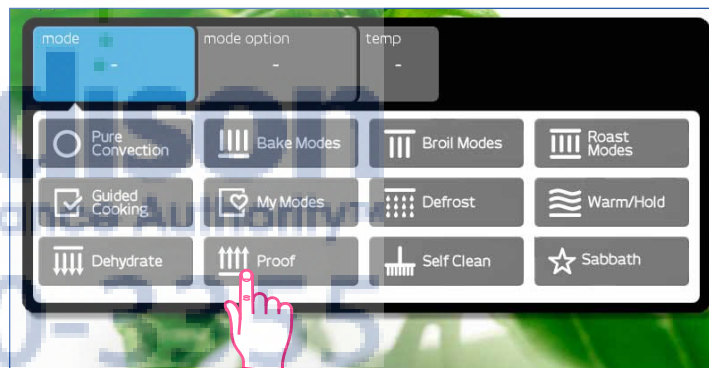 mode
mode option
temp
-
-
-
Pure
Convection
Bake Modes
Broil Modes
Roast
Modes
Guided
Cooking
My Modes
Defrost
Warm/Hold
Dehydrate
Proof
Self Clean
Sabbath